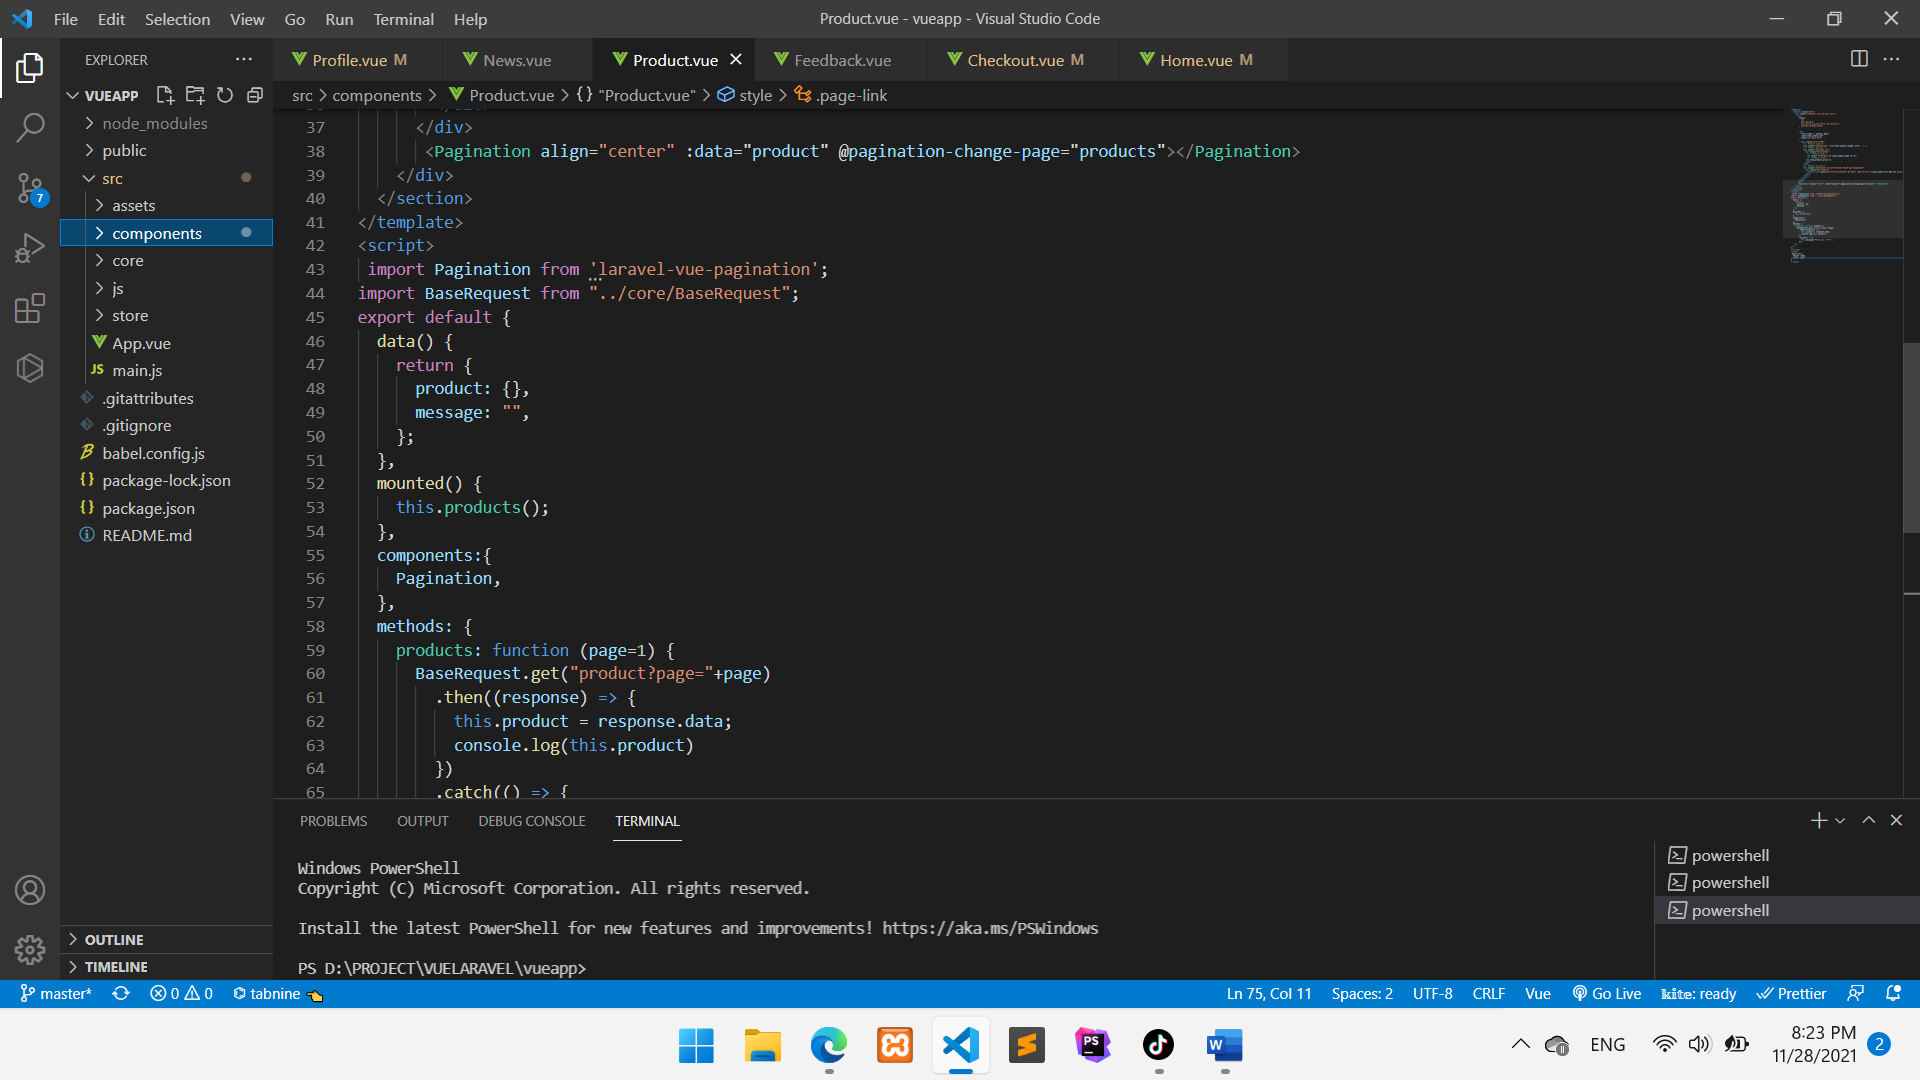 File Edit Selection View Go Run Terminal Help
Product.vue - vueapp - Visual Studio Code
EXPLORER
Profile.vue M
News.vue
Product.vue
Feedback.vue
Checkout.vue M
Home.vue M
VUEAPP
src > components > Product.vue > {} "Product.vue" > style > .page-link
node_modules
public
src
assets
components
core
js
store
App.vue
JS main.js
.gitattributes
.gitignore
babel.config.js
{} package-lock.json
{} package.json
README.md
OUTLINE
TIMELINE
7
37 </div>
38 <Pagination align="center" :data="product" @pagination-change-page="products"></Pagination>
39 </div>
40 </section>
41 </template>
42 <script>
43 import Pagination from 'laravel-vue-pagination';
44 import BaseRequest from "../core/BaseRequest";
45 export default {
46 data() {
47 return {
48 product: {},
49 message: "",
50 };
51 },
52 mounted() {
53 this.products();
54 },
55 components:{
56 Pagination,
57 },
58 methods: {
59 products: function (page=1) {
60 BaseRequest.get("product?page="+page)
61 .then((response) => {
62 this.product = response.data;
63 console.log(this.product)
64 })
65 .catch(() => {
PROBLEMS OUTPUT DEBUG CONSOLE TERMINAL
Windows PowerShell
Copyright (C) Microsoft Corporation. All rights reserved.
Install the latest PowerShell for new features and improvements! https://aka.ms/PSWindows
PS D:\PROJECT\VUELARAVEL\vueapp>
powershell
powershell
powershell
master* 0 0 tabnine
Ln 75, Col 11 Spaces: 2 UTF-8 CRLF Vue Go Live kite: ready Prettier
PS
W
ENG
8:23 PM
11/28/2021
2